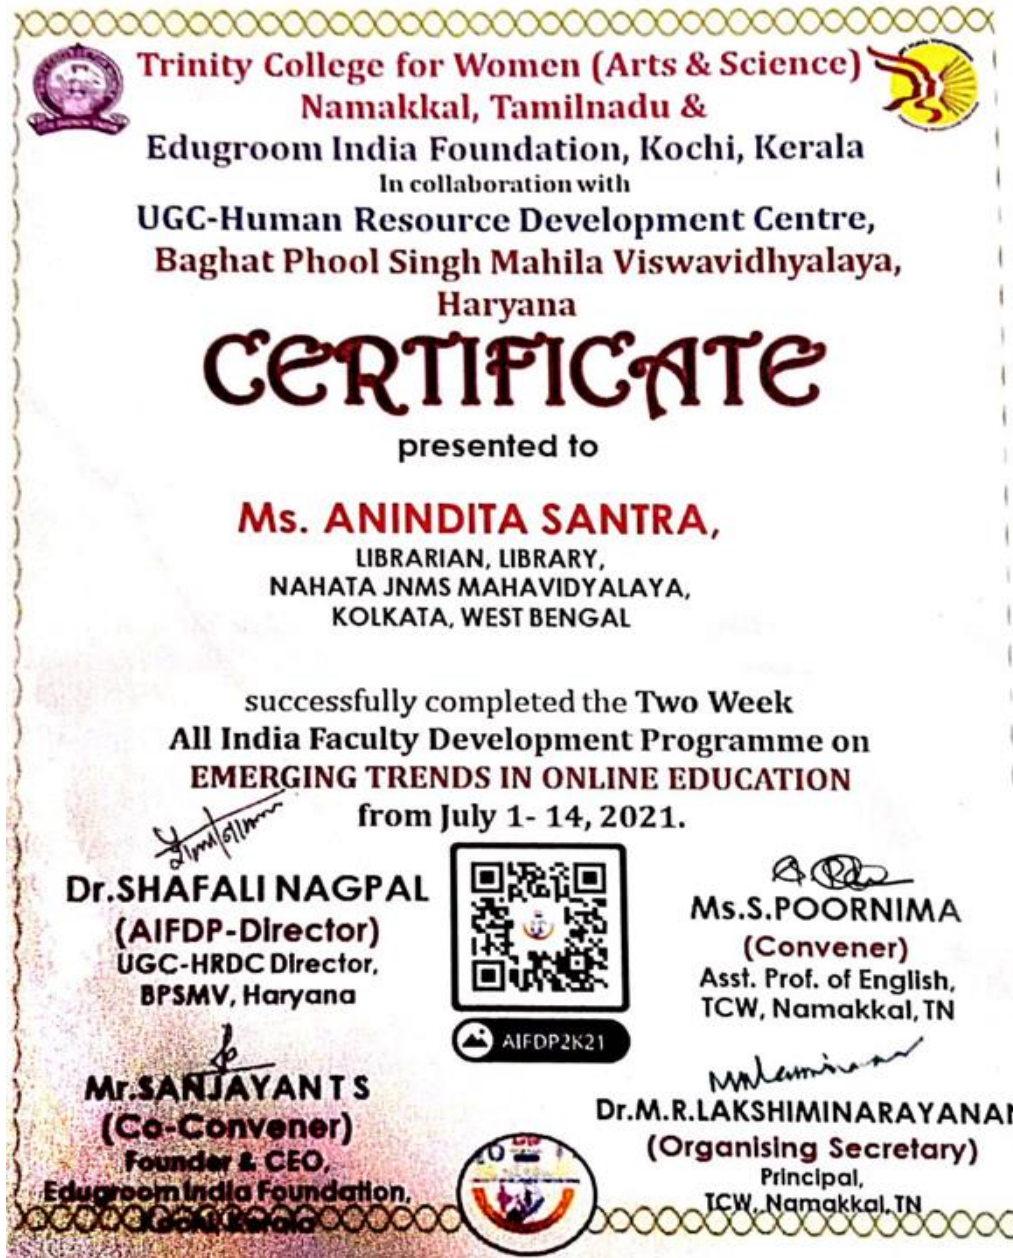 Trinity College for Women (Arts & Science)
Namakkal, Tamilnadu &
Edugroom India Foundation, Kochi, Kerala
In collaboration with
UGC-Human Resource Development Centre,
Baghat Phool Singh Mahila Viswavidhyalaya,
Haryana
CERTIFICATE
presented to
Ms. ANINDITA SANTRA,
LIBRARIAN, LIBRARY,
NAHATA JNMS MAHAVIDYALAYA,
KOLKATA, WEST BENGAL
successfully completed the Two Week
All India Faculty Development Programme on
EMERGING TRENDS IN ONLINE EDUCATION
from July 1- 14, 2021.
Dr.SHAFALI NAGPAL
(AIFDP-Director)
UGC-HRDC Director,
BPSMV, Haryana
AIFDP2K21
Ms.S.POORNIMA
(Convener)
Asst. Prof. of English,
TCW, Namakkal, TN
Mr.SANJAYAN T S
(Co-Convener)
Founder & CEO,
Edugroom India Foundation,
Kochi, Kerala
Dr.M.R.LAKSHIMINARAYANAN
(Organising Secretary)
Principal,
TCW, Namakkal, TN